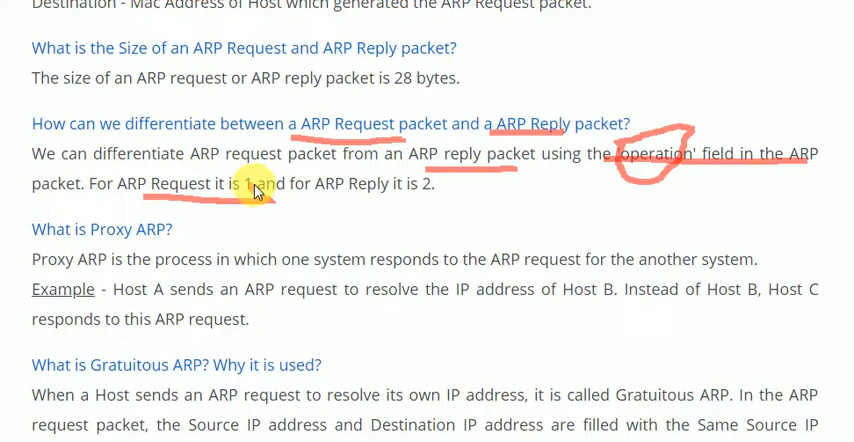 Destination - Mac Address of Host which generated the ARP Request packet.
What is the Size of an ARP Request and ARP Reply packet?
The size of an ARP request or ARP reply packet is 28 bytes.
How can we differentiate between a ARP Request packet and a ARP Reply packet?
We can differentiate ARP request packet from an ARP reply packet using the 'operation' field in the ARP
packet. For ARP Request it is 1 and for ARP Reply it is 2.
What is Proxy ARP?
Proxy ARP is the process in which one system responds to the ARP request for the another system.
Example - Host A sends an ARP request to resolve the IP address of Host B. Instead of Host B, Host C
responds to this ARP request.
What is Gratuitous ARP? Why it is used?
When a Host sends an ARP request to resolve its own IP address, it is called Gratuitous ARP. In the ARP
request packet, the Source IP address and Destination IP address are filled with the Same Source IP